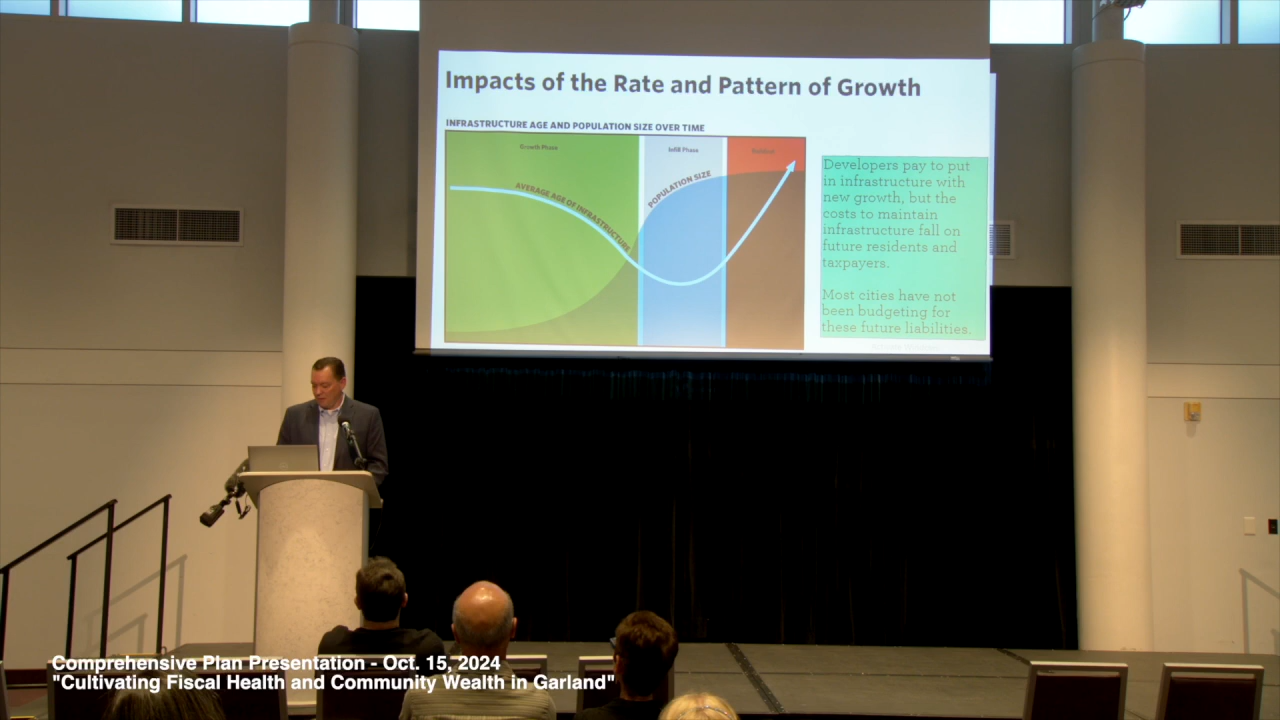 Impacts of the Rate and Pattern of Growth
INFRASTRUCTURE AGE AND POPULATION SIZE OVER TIME
Growth Phase
Infill Phase
AVERAGE AGE OF INFRASTRUCTURE
POPULATION SIZE
Developers pay to put
in infrastructure with
new growth, but the
costs to maintain
infrastructure fall on
future residents and
taxpayers.
Most cities have not
been budgeting for
these future liabilities.
Comprehensive Plan Presentation - Oct. 15, 2024
"Cultivating Fiscal Health and Community Wealth in Garland"